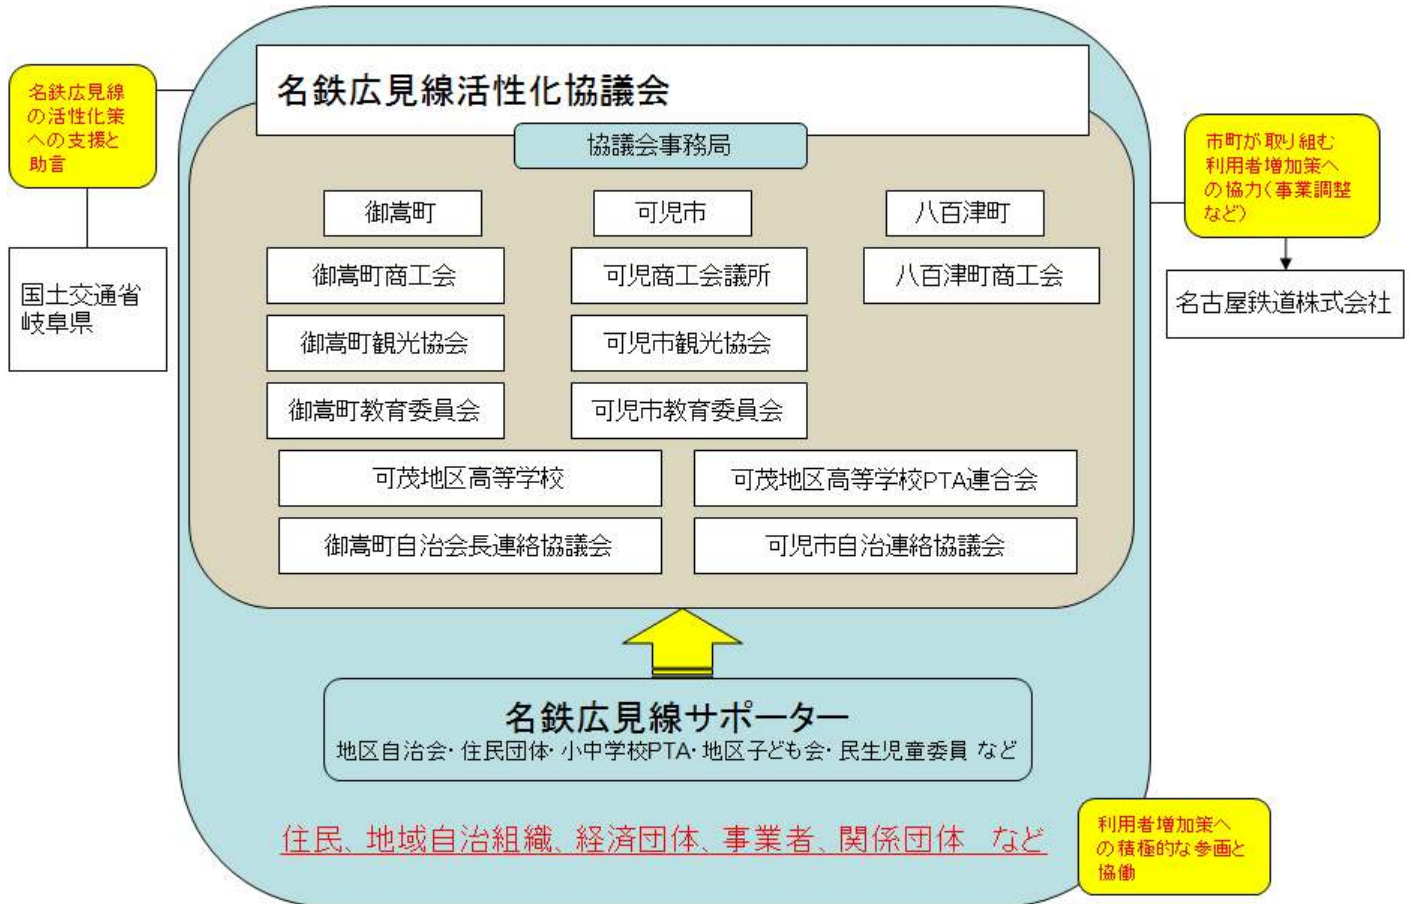 名鉄広見線活性化協議会
協議会事務局
名鉄広見線
の活性化策
への支援と
助言
国土交通省
岐阜県
市町が取り組む
利用者増加策へ
の協力(事業調整
など)
名古屋鉄道株式会社
御嵩町
可児市
八百津町
御嵩町商工会
可児商工会議所
八百津町商工会
御嵩町観光協会
可児市観光協会
御嵩町教育委員会
可児市教育委員会
可茂地区高等学校
可茂地区高等学校PTA連合会
御嵩町自治会長連絡協議会
可児市自治連絡協議会
名鉄広見線サポーター
地区自治会・住民団体・小中学校PTA・地区子ども会・民生児童委員 など
住民、地域自治組織、経済団体、事業者、関係団体　など
利用者増加策へ
の積極的な参画と
協働